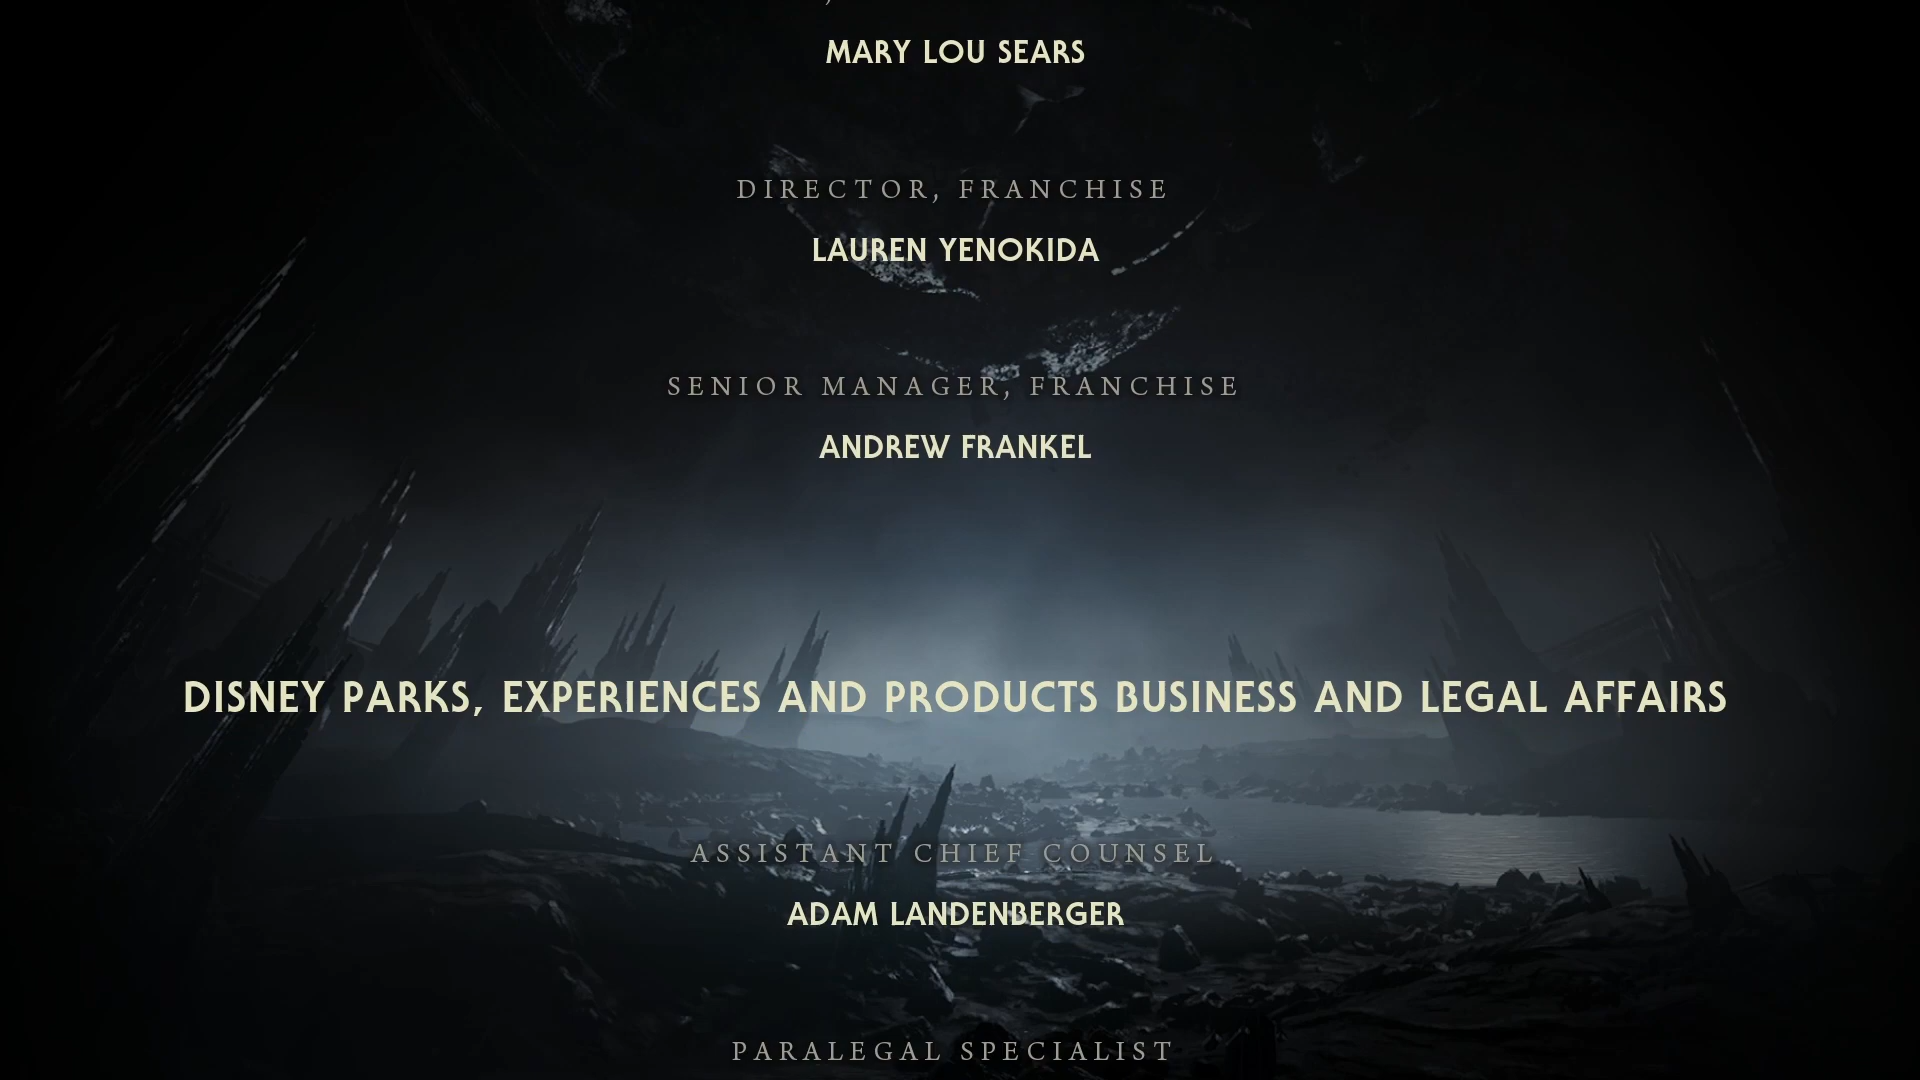 MARY LOU SEARS
DIRECTOR, FRANCHISE
LAUREN YENOKIDA
SENIOR MANAGER, FRANCHISE
ANDREW FRANKEL
DISNEY PARKS, EXPERIENCES AND PRODUCTS BUSINESS AND LEGAL AFFAIRS
ASSISTANT CHIEF COUNSEL
ADAM LANDENBERGER
PARALEGAL SPECIALIST